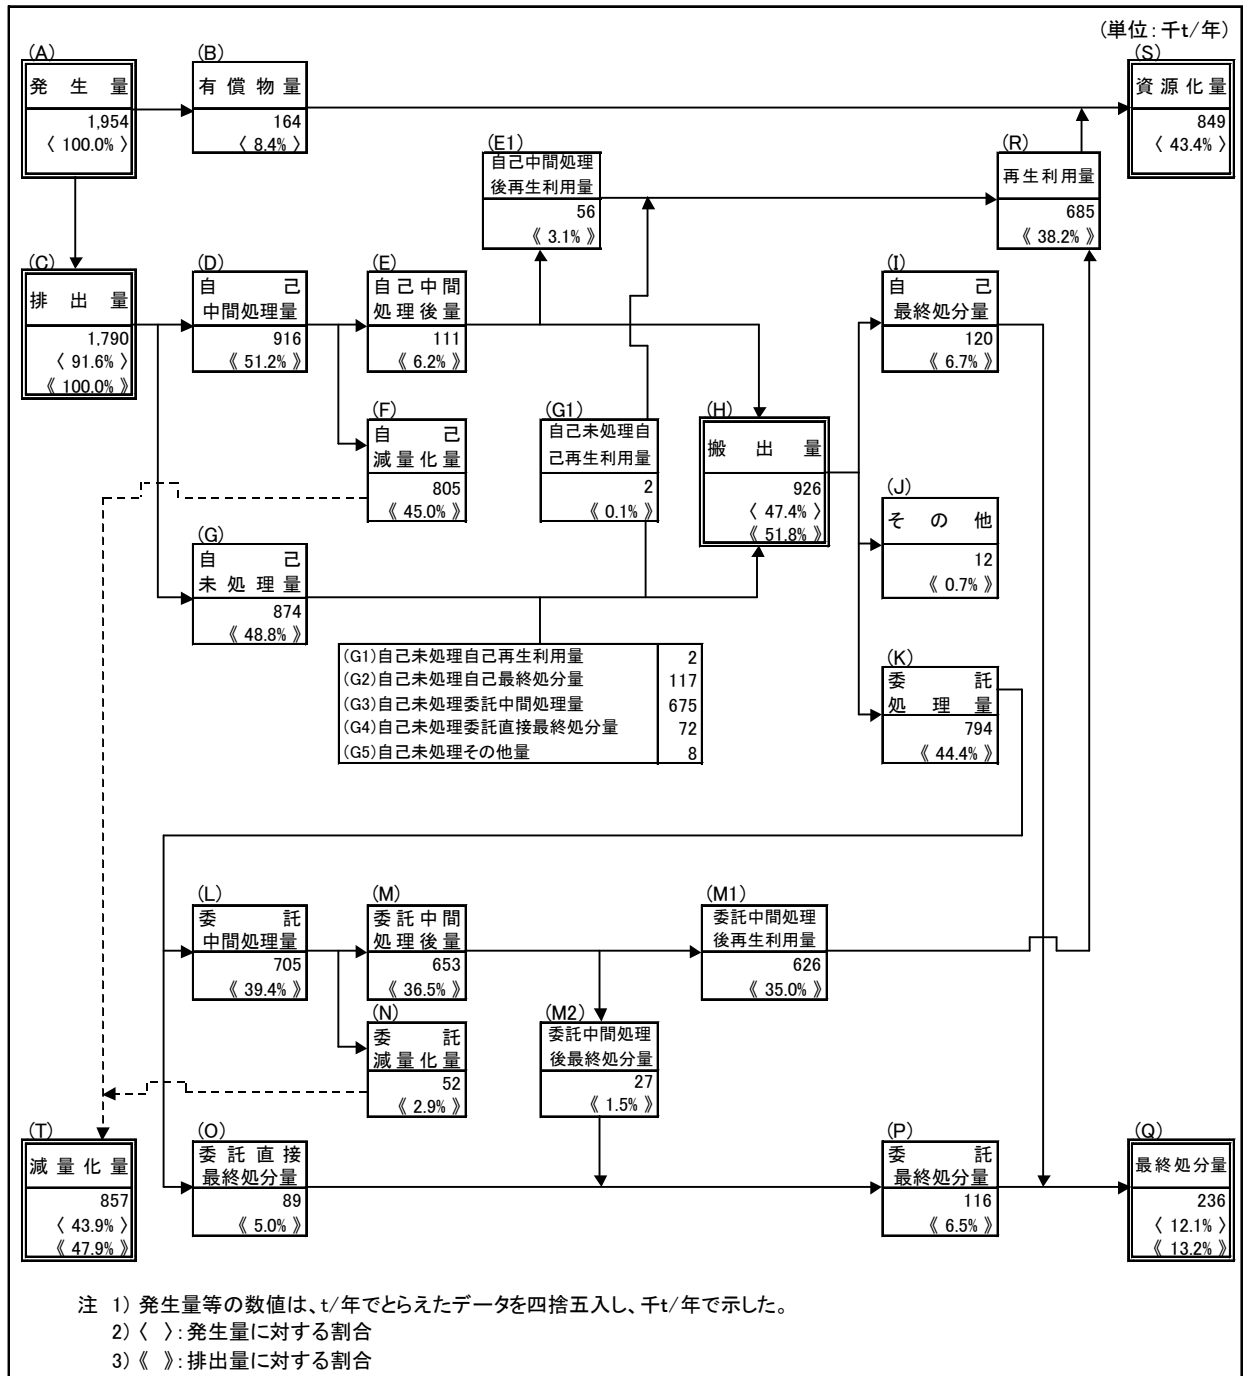 (単位:千t/年)
(A)
発生量
1,954
〈 100.0% 〉
(B)
有償物量
164
〈 8.4% 〉
(S)
資源化量
849
〈 43.4% 〉
(E1)
自己中間処理
後再生利用量
56
《 3.1% 》
(R)
再生利用量
685
《 38.2% 》
(C)
排出量
1,790
〈 91.6% 〉
《 100.0% 》
(D)
自己
中間処理量
916
《 51.2% 》
(E)
自己中間
処理後量
111
《 6.2% 》
(I)
自己
最終処分量
120
《 6.7% 》
(F)
自己
減量化量
805
《 45.0% 》
(G1)
自己未処理自
己再生利用量
2
《 0.1% 》
(H)
搬出量
926
〈 47.4% 〉
《 51.8% 》
(J)
その他
12
《 0.7% 》
(G)
自己
未処理量
874
《 48.8% 》
(G1)自己未処理自己再生利用量 2
(G2)自己未処理自己最終処分量 117
(G3)自己未処理委託中間処理量 675
(G4)自己未処理委託直接最終処分量 72
(G5)自己未処理その他量 8
(K)
委託
処理量
794
《 44.4% 》
(L)
委託
中間処理量
705
《 39.4% 》
(M)
委託中間
処理後量
653
《 36.5% 》
(M1)
委託中間処理
後再生利用量
626
《 35.0% 》
(N)
委託
減量化量
52
《 2.9% 》
(M2)
委託中間処理
後最終処分量
27
《 1.5% 》
(T)
減量化量
857
〈 43.9% 〉
《 47.9% 》
(O)
委託直接
最終処分量
89
《 5.0% 》
(P)
委託
最終処分量
116
《 6.5% 》
(Q)
最終処分量
236
〈 12.1% 〉
《 13.2% 》
注 1) 発生量等の数値は、t/年でとらえたデータを四捨五入し、千t/年で示した。
2)〈 〉:発生量に対する割合
3)《 》:排出量に対する割合